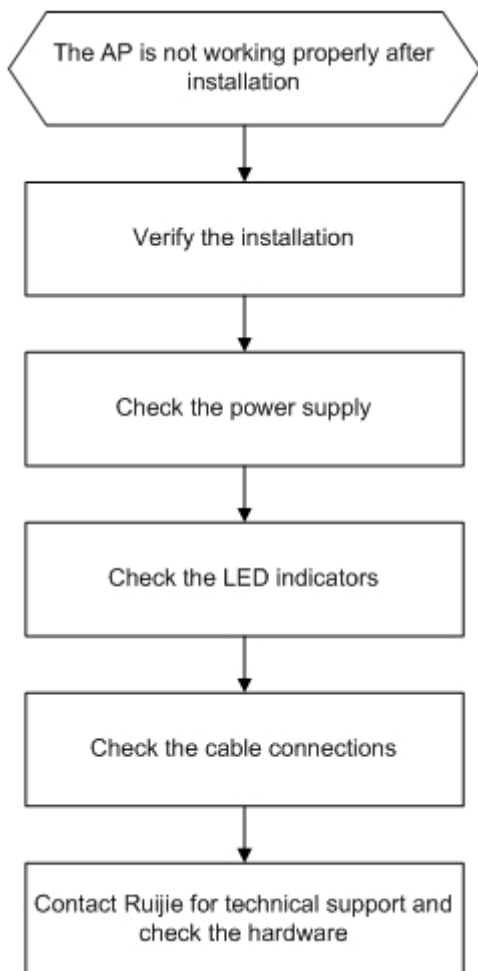 The AP is not working properly after
installation
Verify the installation
Check the power supply
Check the LED indicators
Check the cable connections
Contact Ruijie for technical support and
check the hardware